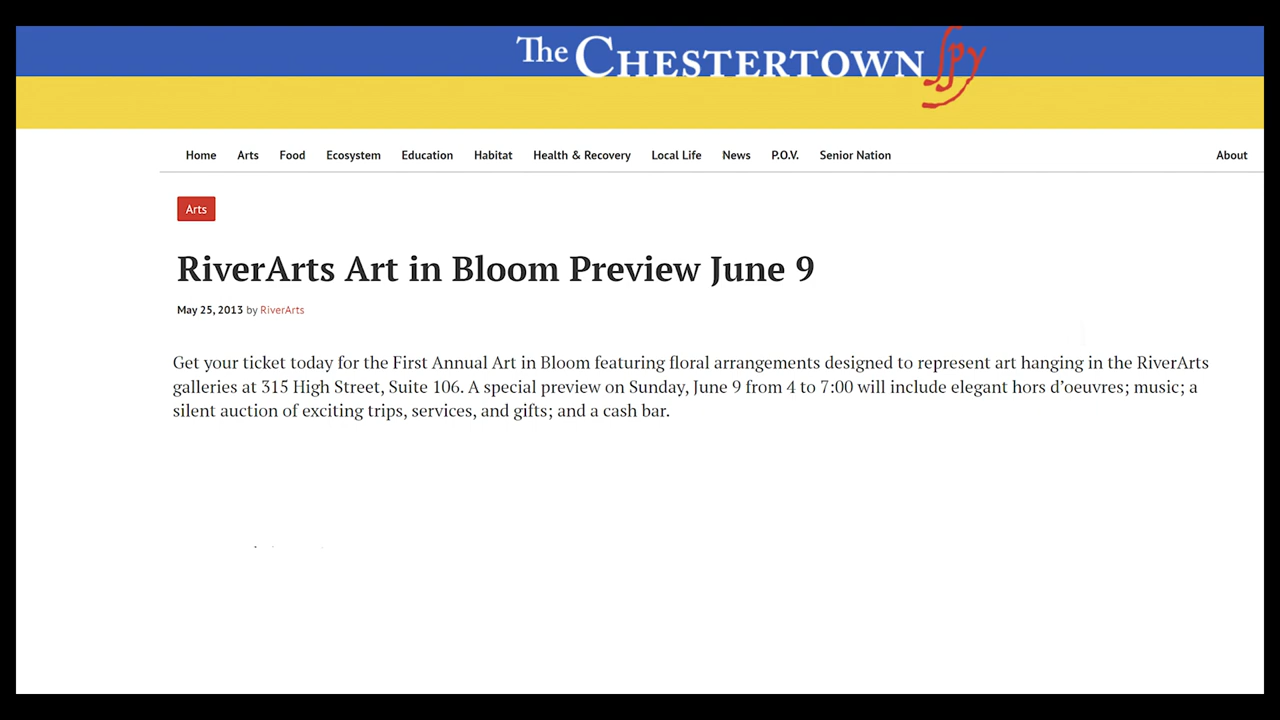 The CHESTERTOWN Spy
Home Arts Food Ecosystem Education Habitat Health & Recovery Local Life News P.O.V. Senior Nation About
Arts
RiverArts Art in Bloom Preview June 9
May 25, 2013 by RiverArts
Get your ticket today for the First Annual Art in Bloom featuring floral arrangements designed to represent art hanging in the RiverArts
galleries at 315 High Street, Suite 106. A special preview on Sunday, June 9 from 4 to 7:00 will include elegant hors d’oeuvres; music; a
silent auction of exciting trips, services, and gifts; and a cash bar.